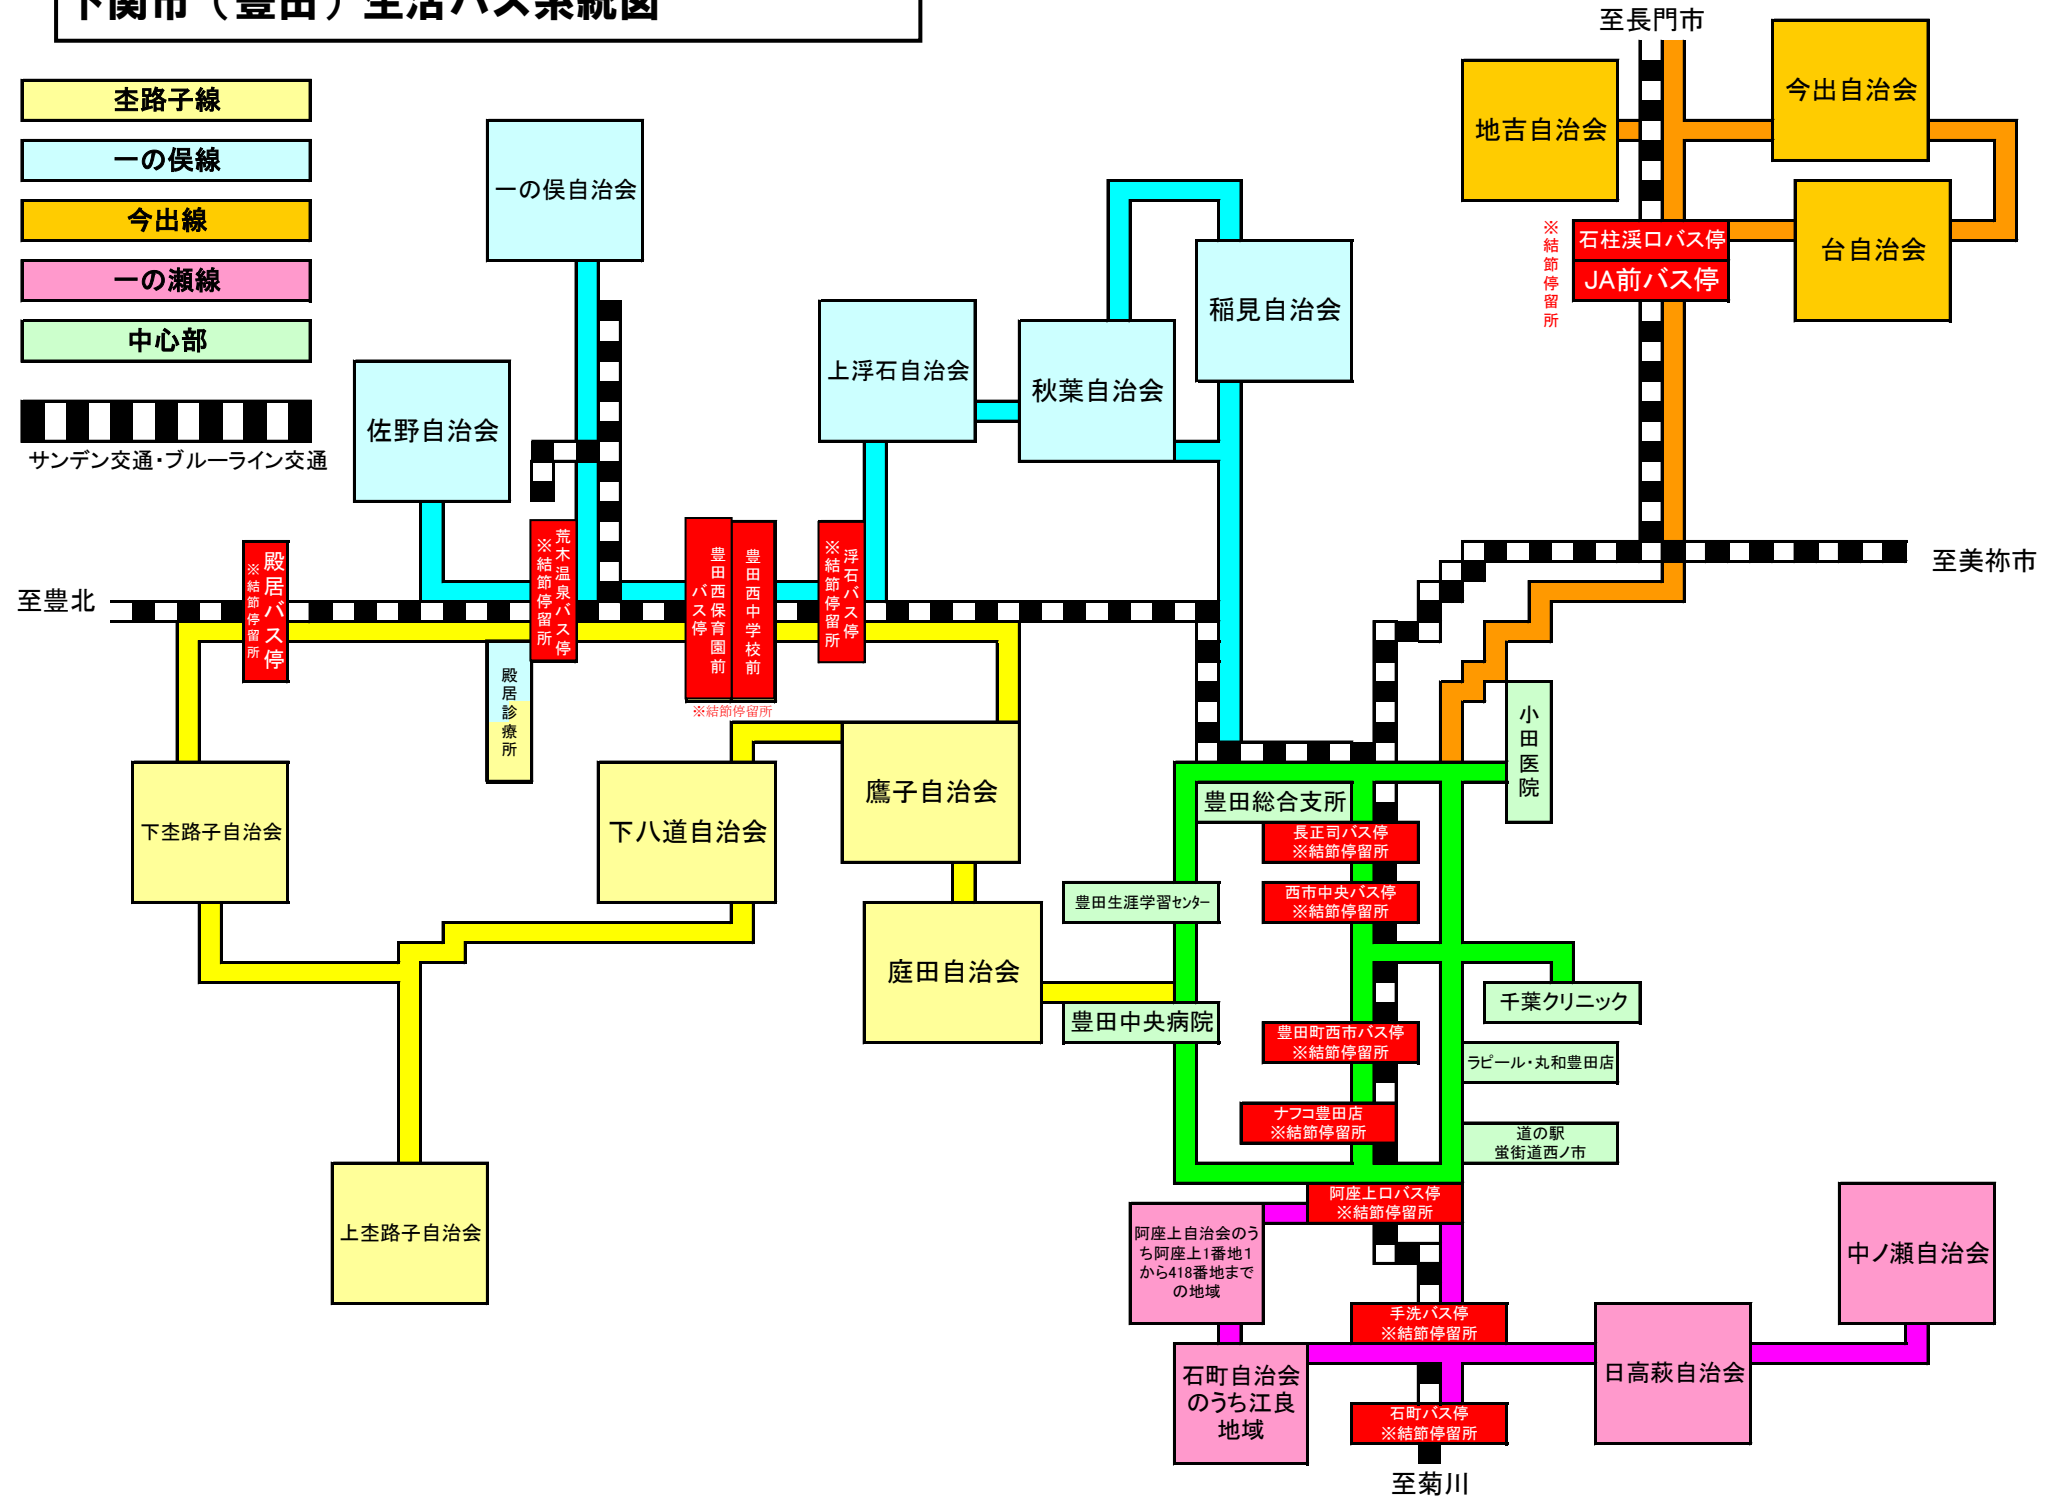 下関市（豊田）生活バス系統図
杢路子線
一の俣線
今出線
一の瀬線
中心部
サンデン交通・ブルーライン交通
至長門市
地吉自治会
今出自治会
台自治会
石柱渓口バス停
JA前バス停
※結節停留所
一の俣自治会
佐野自治会
上浮石自治会
秋葉自治会
稲見自治会
至豊北
殿居バス停
※結節停留所
荒木温泉バス停
※結節停留所
豊田西保育園前
バス停
豊田西中学校前
※結節停留所
浮石バス停
※結節停留所
至美祢市
殿居診療所
下杢路子自治会
下八道自治会
鷹子自治会
庭田自治会
上杢路子自治会
小田医院
豊田総合支所
長正司バス停
※結節停留所
豊田生涯学習センター
西市中央バス停
※結節停留所
豊田中央病院
千葉クリニック
豊田町西市バス停
※結節停留所
ラピール・丸和豊田店
ナフコ豊田店
※結節停留所
道の駅
蛍街道西ノ市
阿座上口バス停
※結節停留所
阿座上自治会のう
ち阿座上1番地1
から418番地まで
の地域
中ノ瀬自治会
手洗バス停
※結節停留所
石町自治会
のうち江良
地域
日高萩自治会
石町バス停
※結節停留所
至菊川